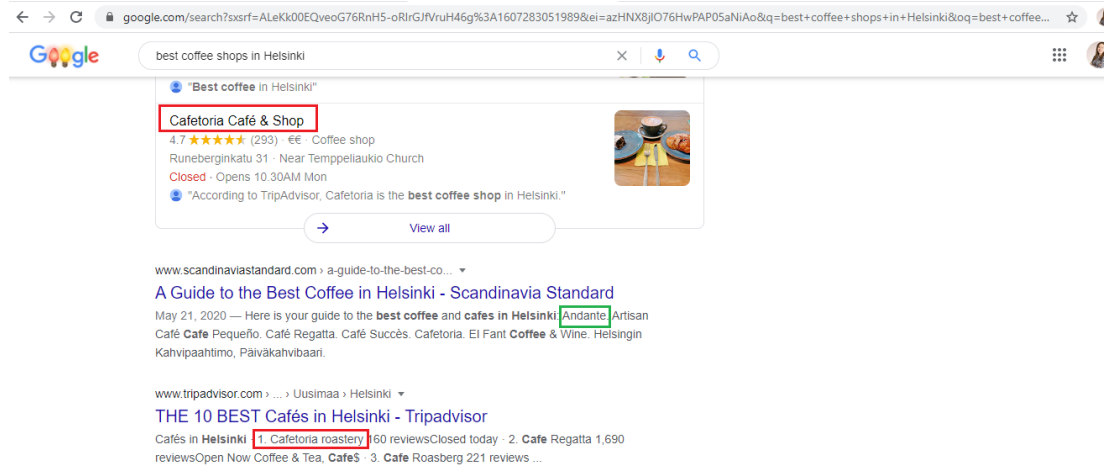 google.com/search?sxsrf=ALeKk00EQveoG76RnH5-oRIrGJfVruH46g%3A1607283051989&ei=azHNX8jIO76HwPAP05aNiAo&q=best+coffee+shops+in+Helsinki&oq=best+coffee...
Google
best coffee shops in Helsinki
"Best coffee in Helsinki"
Cafetoria Café & Shop
4.7 ★★★★★ (293) · €€ · Coffee shop
Runeberginkatu 31 · Near Temppeliaukio Church
Closed · Opens 10.30AM Mon
"According to TripAdvisor, Cafetoria is the best coffee shop in Helsinki."
→ View all
www.scandinaviastandard.com › a-guide-to-the-best-co...
A Guide to the Best Coffee in Helsinki - Scandinavia Standard
May 21, 2020 — Here is your guide to the best coffee and cafes in Helsinki: Andante. Artisan
Café Cafe Pequeño. Café Regatta. Café Succès. Cafetoria. El Fant Coffee & Wine. Helsingin
Kahvipaahtimo, Päiväkahvibaari.
www.tripadvisor.com › ... › Uusimaa › Helsinki
THE 10 BEST Cafés in Helsinki - Tripadvisor
Cafés in Helsinki · 1. Cafetoria roastery 160 reviewsClosed today · 2. Cafe Regatta 1,690
reviewsOpen Now Coffee & Tea, Cafe$ · 3. Cafe Roasberg 221 reviews ...